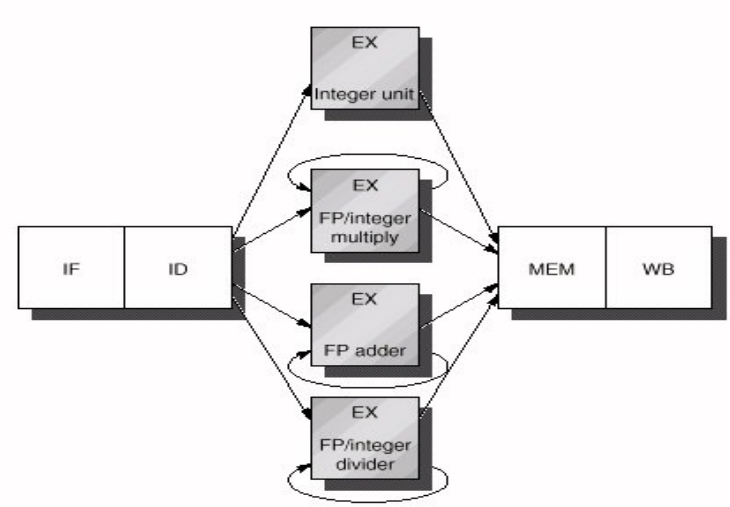 EX
Integer unit
EX
FP/integer
multiply
IF
ID
MEM
WB
EX
FP adder
EX
FP/integer
divider